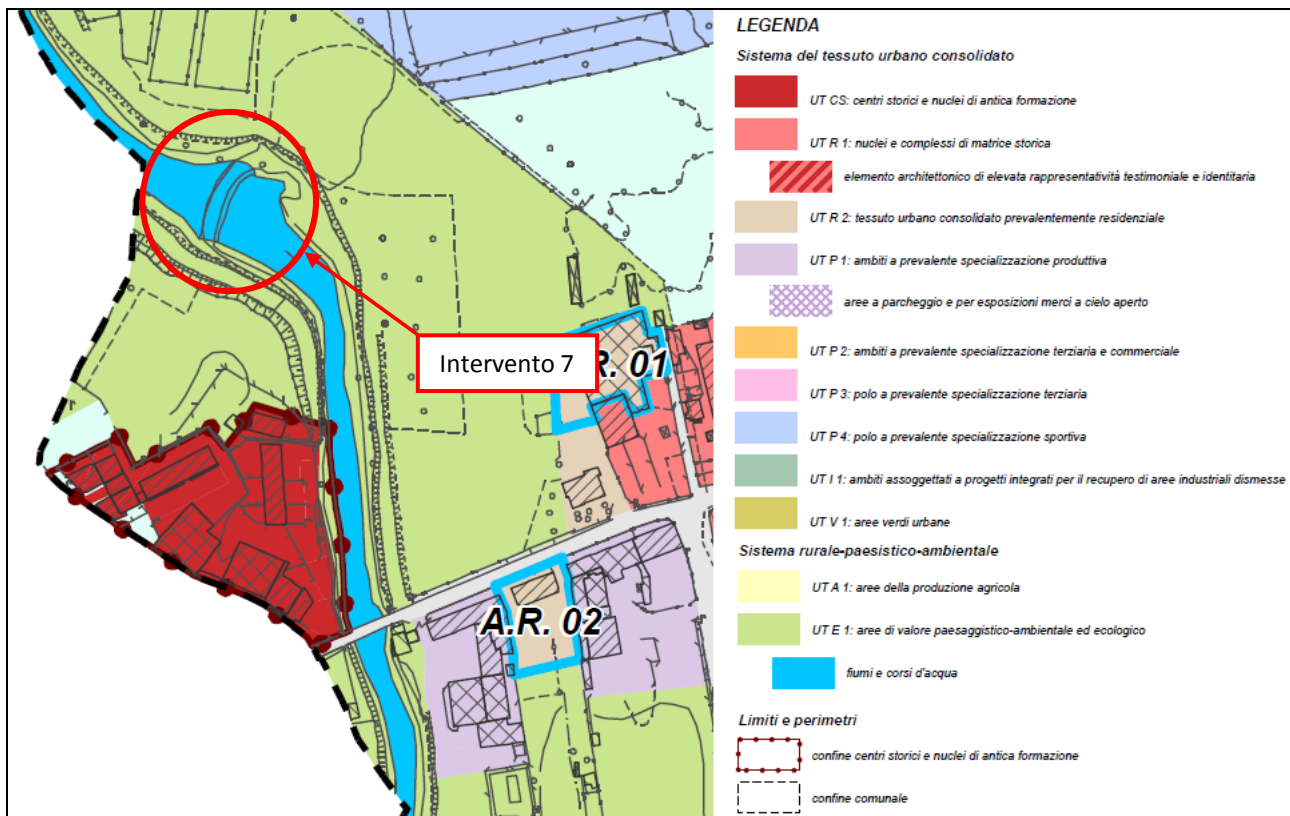 Intervento 7
R. 01
A.R. 02
LEGENDA
Sistema del tessuto urbano consolidato
UT CS: centri storici e nuclei di antica formazione
UT R 1: nuclei e complessi di matrice storica
elemento architettonico di elevata rappresentatività testimoniale e identitaria
UT R 2: tessuto urbano consolidato prevalentemente residenziale
UT P 1: ambiti a prevalente specializzazione produttiva
aree a parcheggio e per esposizioni merci a cielo aperto
UT P 2: ambiti a prevalente specializzazione terziaria e commerciale
UT P 3: polo a prevalente specializzazione terziaria
UT P 4: polo a prevalente specializzazione sportiva
UT I 1: ambiti assoggettati a progetti integrati per il recupero di aree industriali dismesse
UT V 1: aree verdi urbane
Sistema rurale-paesistico-ambientale
UT A 1: aree della produzione agricola
UT E 1: aree di valore paesaggistico-ambientale ed ecologico
fiumi e corsi d'acqua
Limiti e perimetri
confine centri storici e nuclei di antica formazione
confine comunale